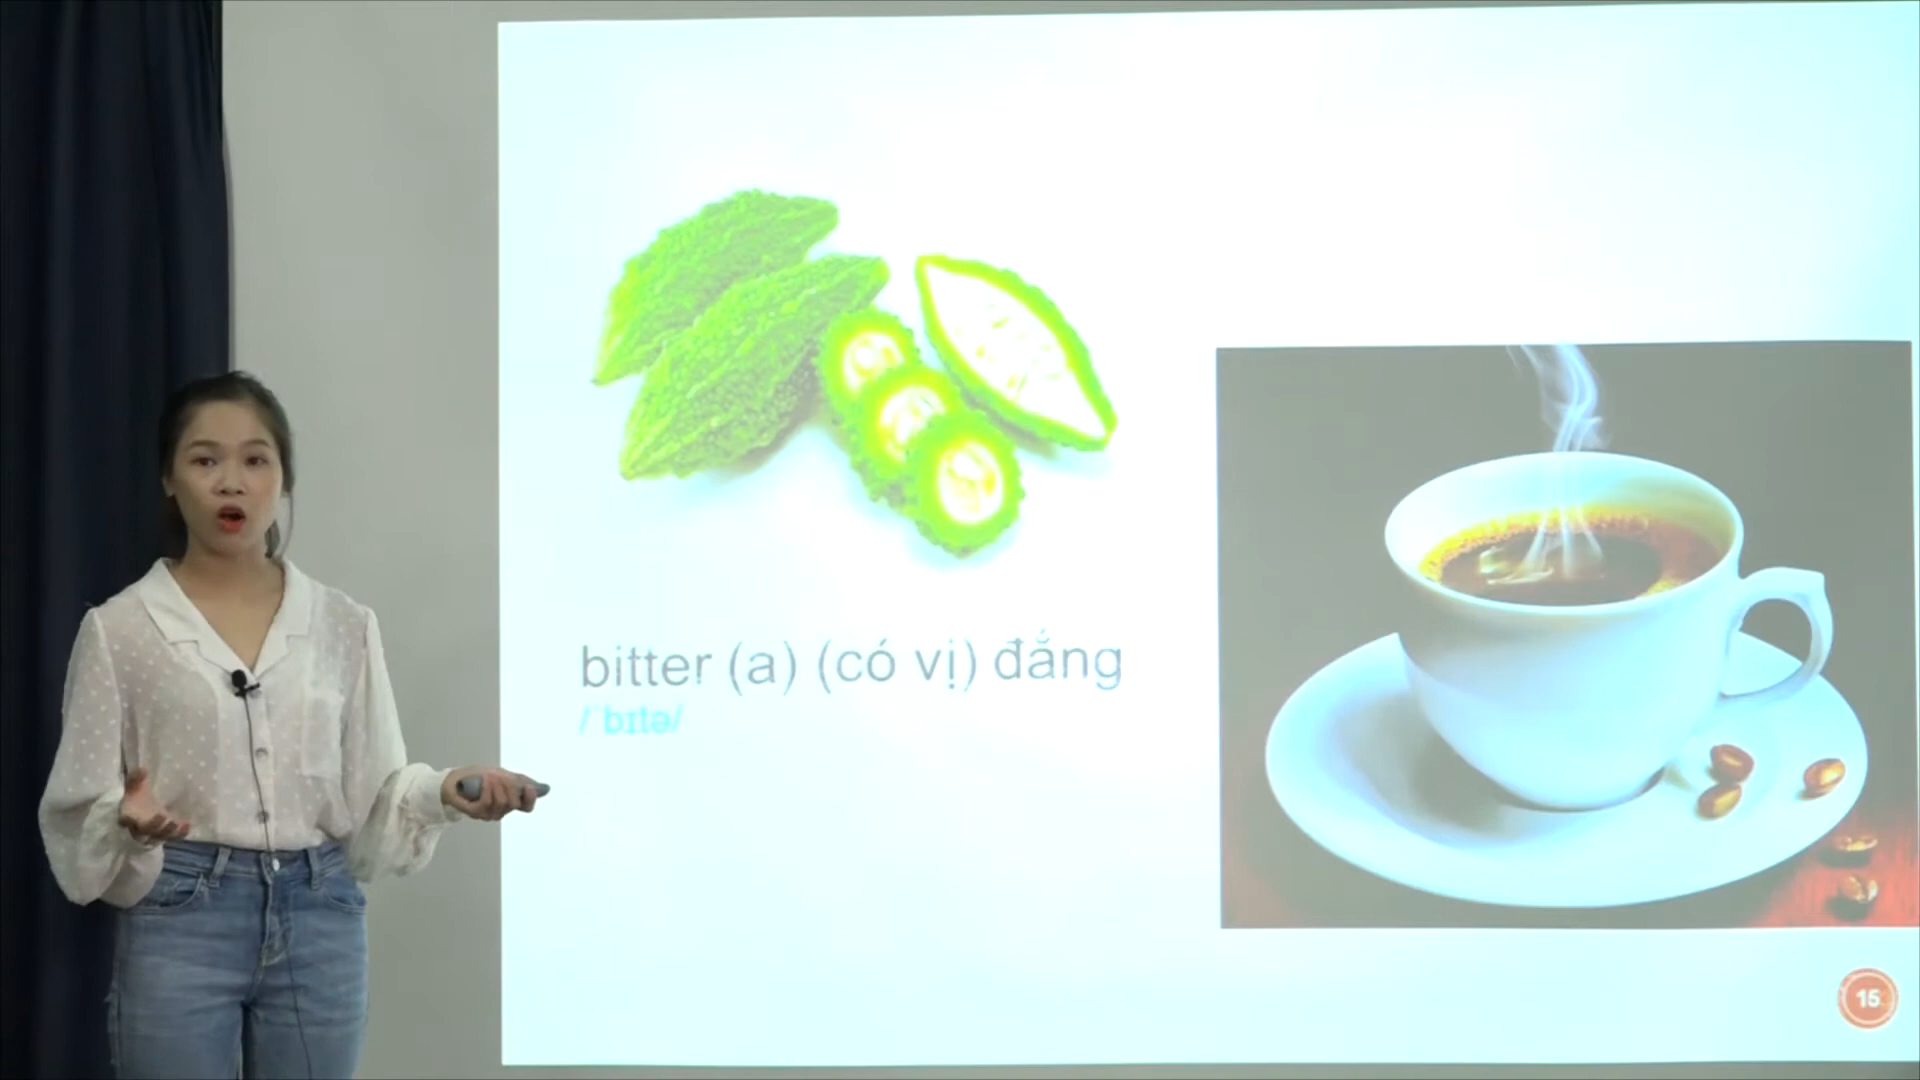 bitter (a) (có vị) đắng
/ˈbɪtə/
15